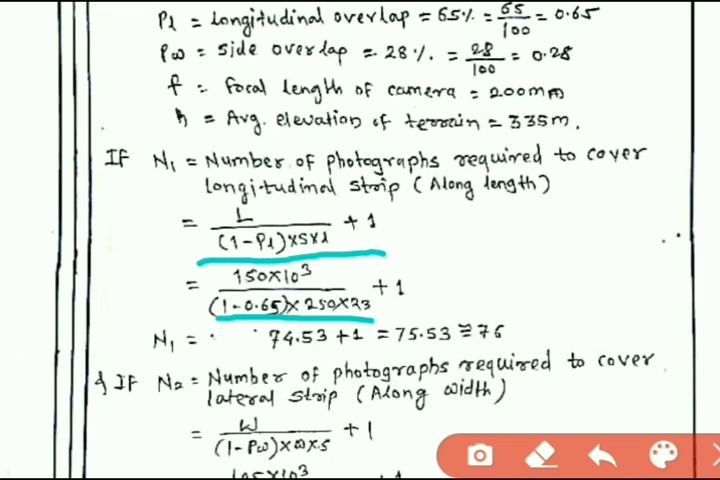 Pl = Longitudinal overlap = 65% = 65/100 = 0.65
Pw = side overlap = 28% = 28/100 = 0.28
f = focal length of camera = 200mm
h = Avg. elevation of terrain = 335m.
IF N1 = Number of photographs required to cover
longitudinal strip (Along length)
= L/((1-Pl)×s×l) + 1
= 150×10³/((1-0.65)×250×23) + 1
N1 = 74.53 + 1 = 75.53 ≅ 76
& IF N2 = Number of photographs required to cover
lateral strip (Along width)
= W/((1-Pw)×w×s) + 1